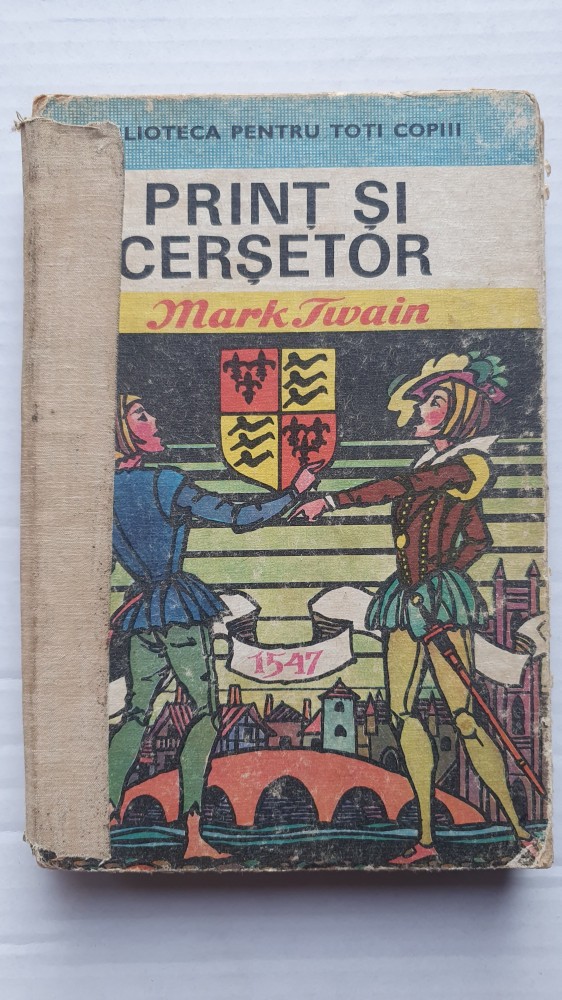 LIOTECA PENTRU TOȚI COPIII
PRINȚ ȘI
CERȘETOR
Mark Twain
1547